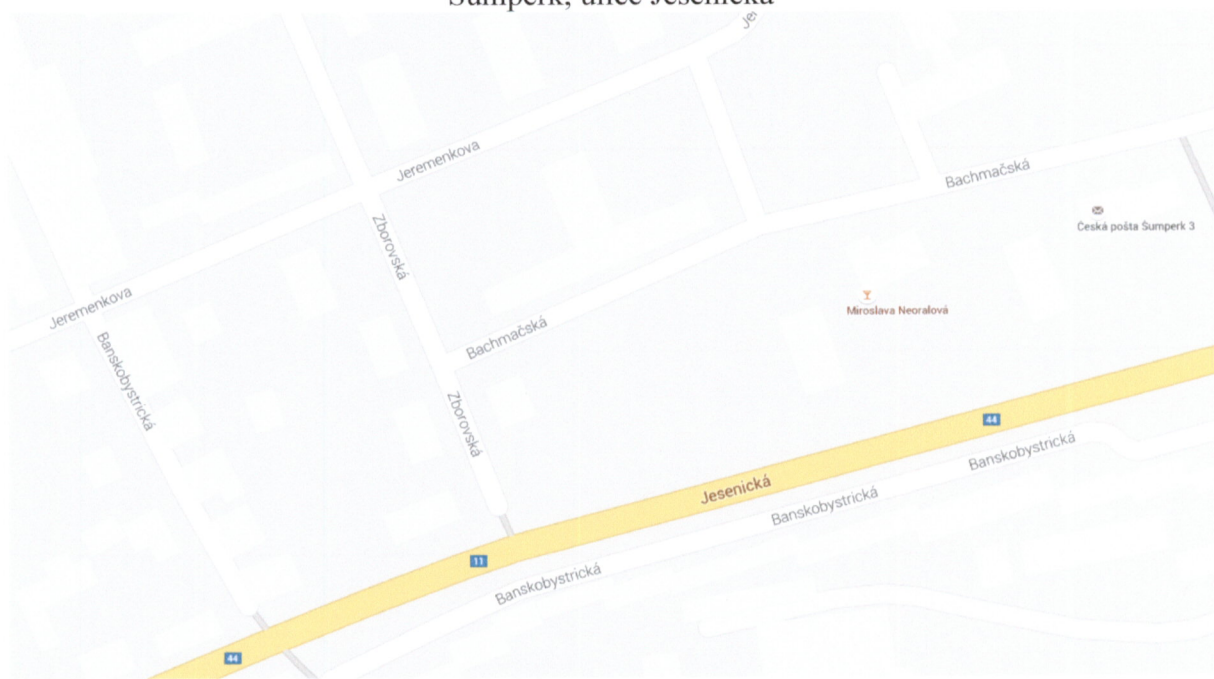 Šumperk, ulice Jesenická
Je
Jeremenkova
Bachmačská
Česká pošta Šumperk 3
Zborovská
Jeremenkova
Miroslava Neoralová
Bachmačská
Banskobystrická
Zborovská
44
Banskobystrická
Jesenická
Banskobystrická
11
Banskobystrická
44